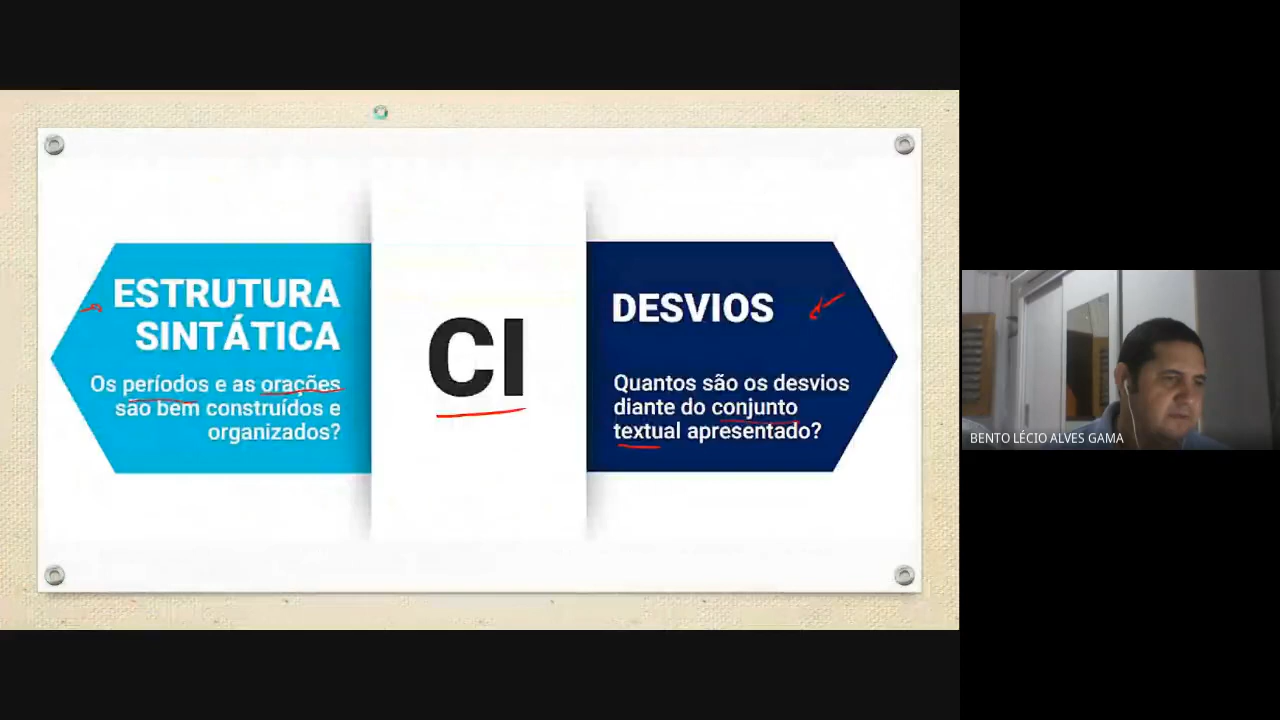 ESTRUTURA
SINTÁTICA
Os períodos e as orações
são bem construídos e
organizados?
CI
DESVIOS
Quantos são os desvios
diante do conjunto
textual apresentado?
BENTO LÉCIO ALVES GAMA